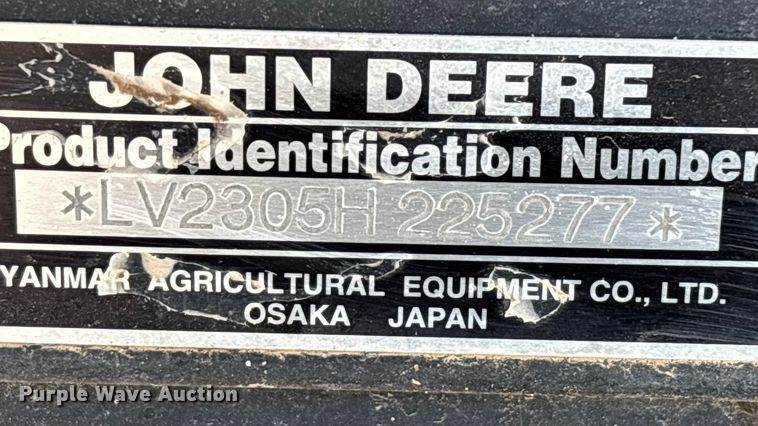 JOHN DEERE
Product Identification Number
*LV2305H 225277*
YANMAR AGRICULTURAL EQUIPMENT CO., LTD.
OSAKA JAPAN
Purple Wave Auction